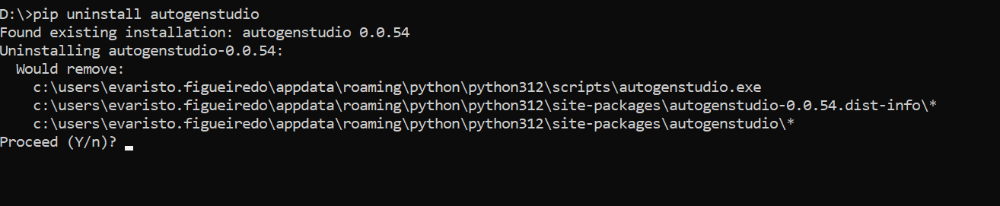 D:\>pip uninstall autogenstudio
Found existing installation: autogenstudio 0.0.54
Uninstalling autogenstudio-0.0.54:
  Would remove:
    c:\users\evaristo.figueiredo\appdata\roaming\python\python312\scripts\autogenstudio.exe
    c:\users\evaristo.figueiredo\appdata\roaming\python\python312\site-packages\autogenstudio-0.0.54.dist-info\*
    c:\users\evaristo.figueiredo\appdata\roaming\python\python312\site-packages\autogenstudio\*
Proceed (Y/n)?